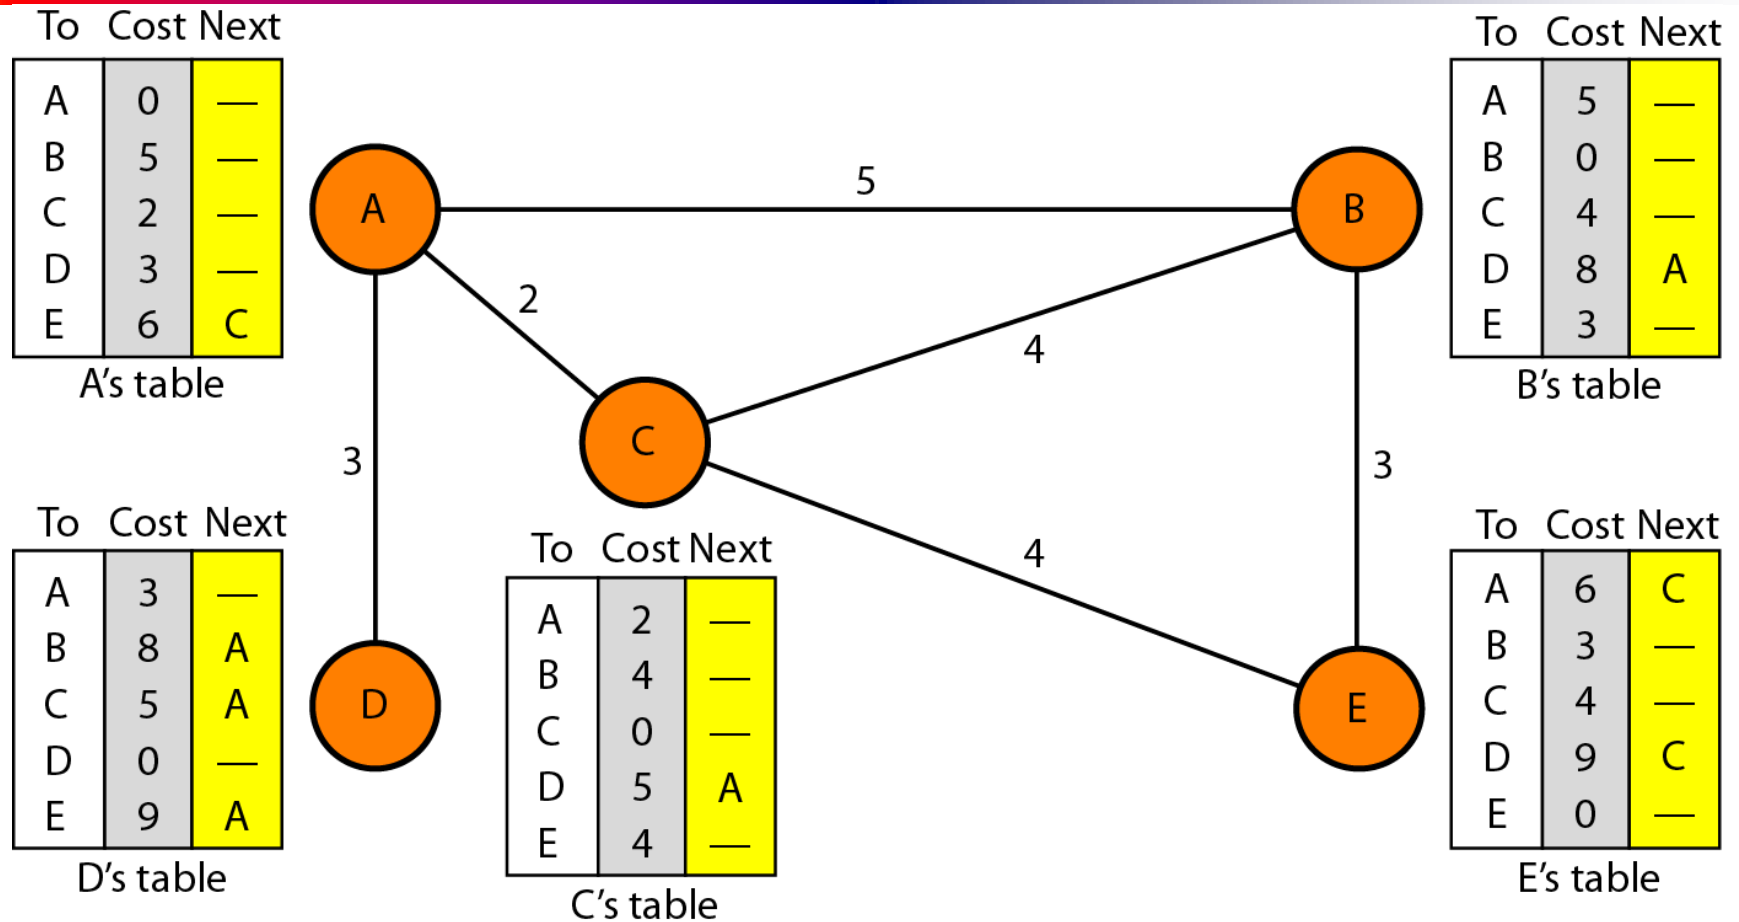 To Cost Next
A 0 —
B 5 —
C 2 —
D 3 —
E 6 C
A’s table
To Cost Next
A 5 —
B 0 —
C 4 —
D 8 A
E 3 —
B’s table
A
5
B
2
4
C
3
3
4
D
E
To Cost Next
A 3 —
B 8 A
C 5 A
D 0 —
E 9 A
D’s table
To Cost Next
A 2 —
B 4 —
C 0 —
D 5 A
E 4 —
C’s table
To Cost Next
A 6 C
B 3 —
C 4 —
D 9 C
E 0 —
E’s table